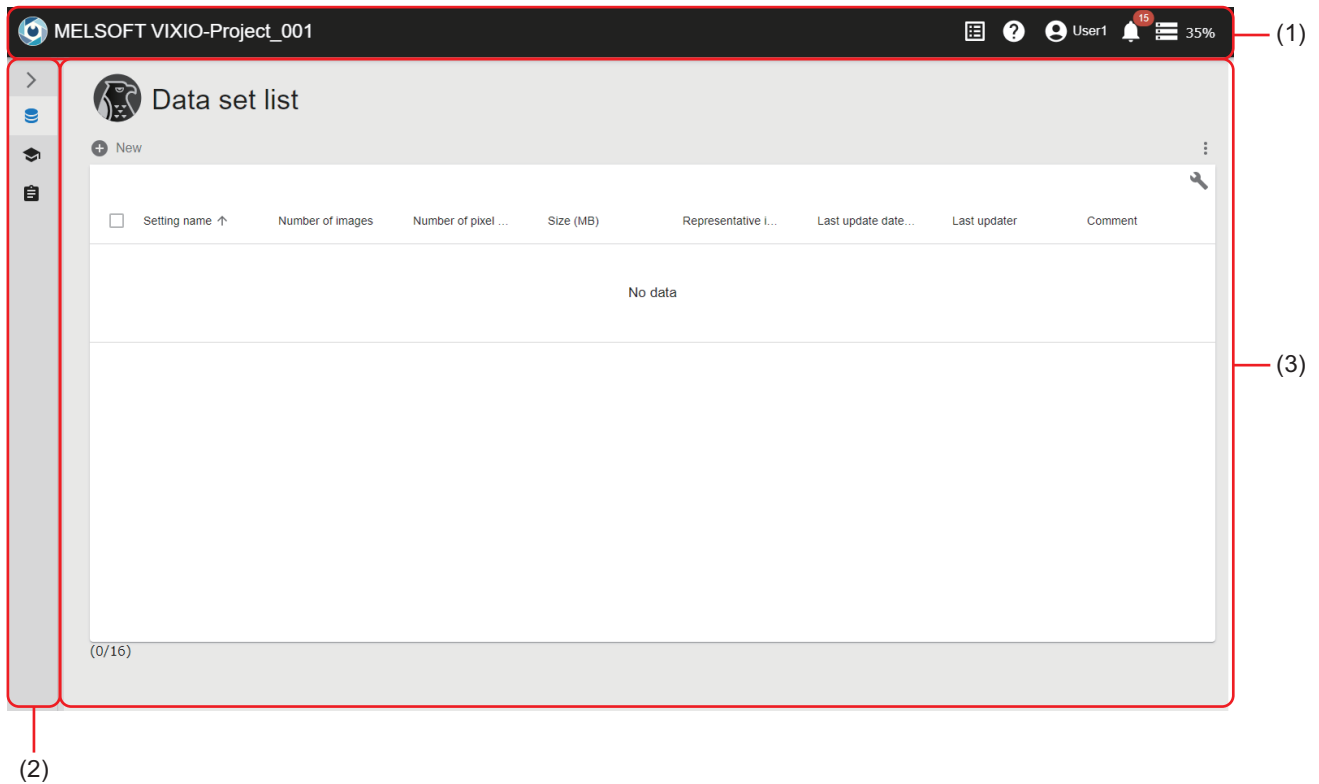 MELSOFT VIXIO-Project_001 User1 15 35% (1)
Data set list
New
Setting name Number of images Number of pixel ... Size (MB) Representative i... Last update date... Last updater Comment
No data
(3)
(0/16)
(2)